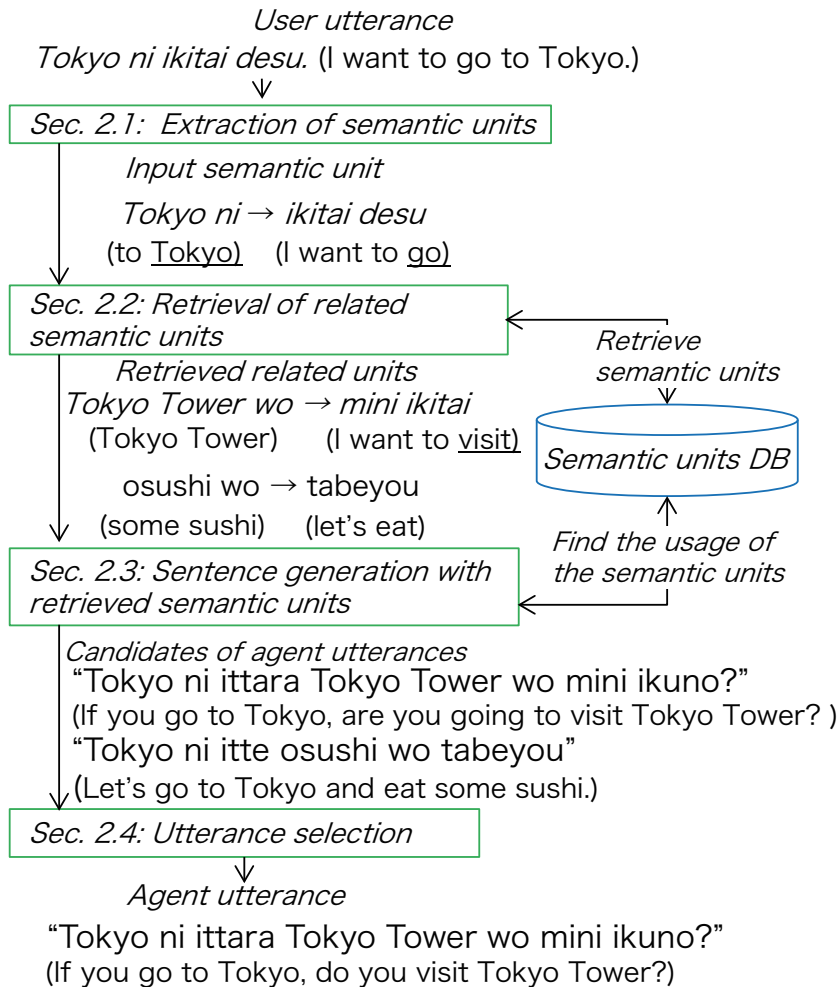 User utterance
Tokyo ni ikitai desu. (I want to go to Tokyo.)
Sec. 2.1: Extraction of semantic units
Input semantic unit
Tokyo ni → ikitai desu
(to Tokyo) (I want to go)
Sec. 2.2: Retrieval of related
semantic units
Retrieve
semantic units
Retrieved related units
Tokyo Tower wo → mini ikitai
(Tokyo Tower) (I want to visit)
Semantic units DB
osushi wo → tabeyou
(some sushi) (let's eat)
Find the usage of
the semantic units
Sec. 2.3: Sentence generation with
retrieved semantic units
Candidates of agent utterances
“Tokyo ni ittara Tokyo Tower wo mini ikuno?”
(If you go to Tokyo, are you going to visit Tokyo Tower? )
“Tokyo ni itte osushi wo tabeyou”
(Let's go to Tokyo and eat some sushi.)
Sec. 2.4: Utterance selection
Agent utterance
“Tokyo ni ittara Tokyo Tower wo mini ikuno?”
(If you go to Tokyo, do you visit Tokyo Tower?)